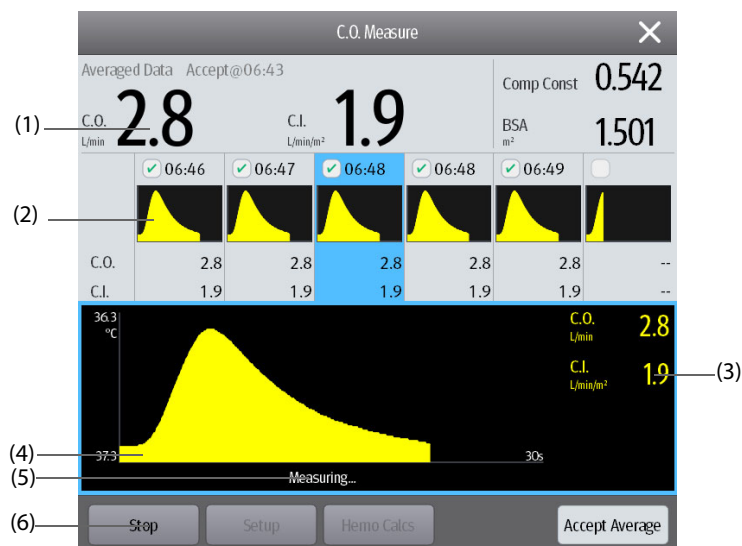 C.O. Measure
Averaged Data Accept@06:43
C.O.
L/min
2.8
C.I.
L/min/m²
1.9
Comp Const 0.542
BSA
m²
1.501
06:46 06:47 06:48 06:48 06:49
C.O. 2.8 2.8 2.8 2.8 2.8 --
C.I. 1.9 1.9 1.9 1.9 1.9 --
36.3
°C
37.3
30s
Measuring...
C.O.
L/min
2.8
C.I.
L/min/m²
1.9
Stop Setup Hemo Calcs Accept Average
(1)
(2)
(3)
(4)
(5)
(6)